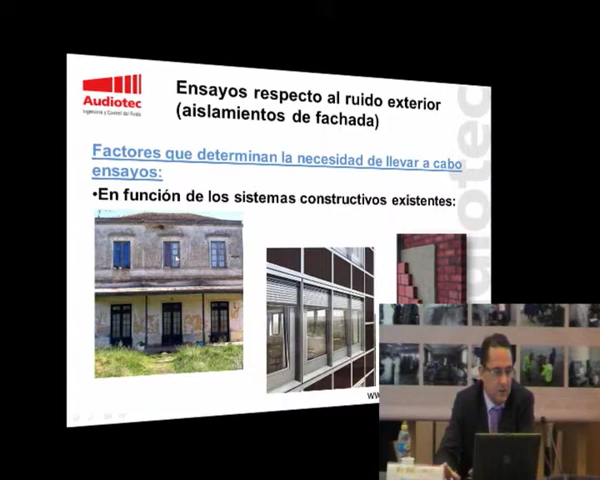 Audiotec
Ingeniería y Control del Ruido
Ensayos respecto al ruido exterior
(aislamientos de fachada)
Factores que determinan la necesidad de llevar a cabo
ensayos:
•En función de los sistemas constructivos existentes: